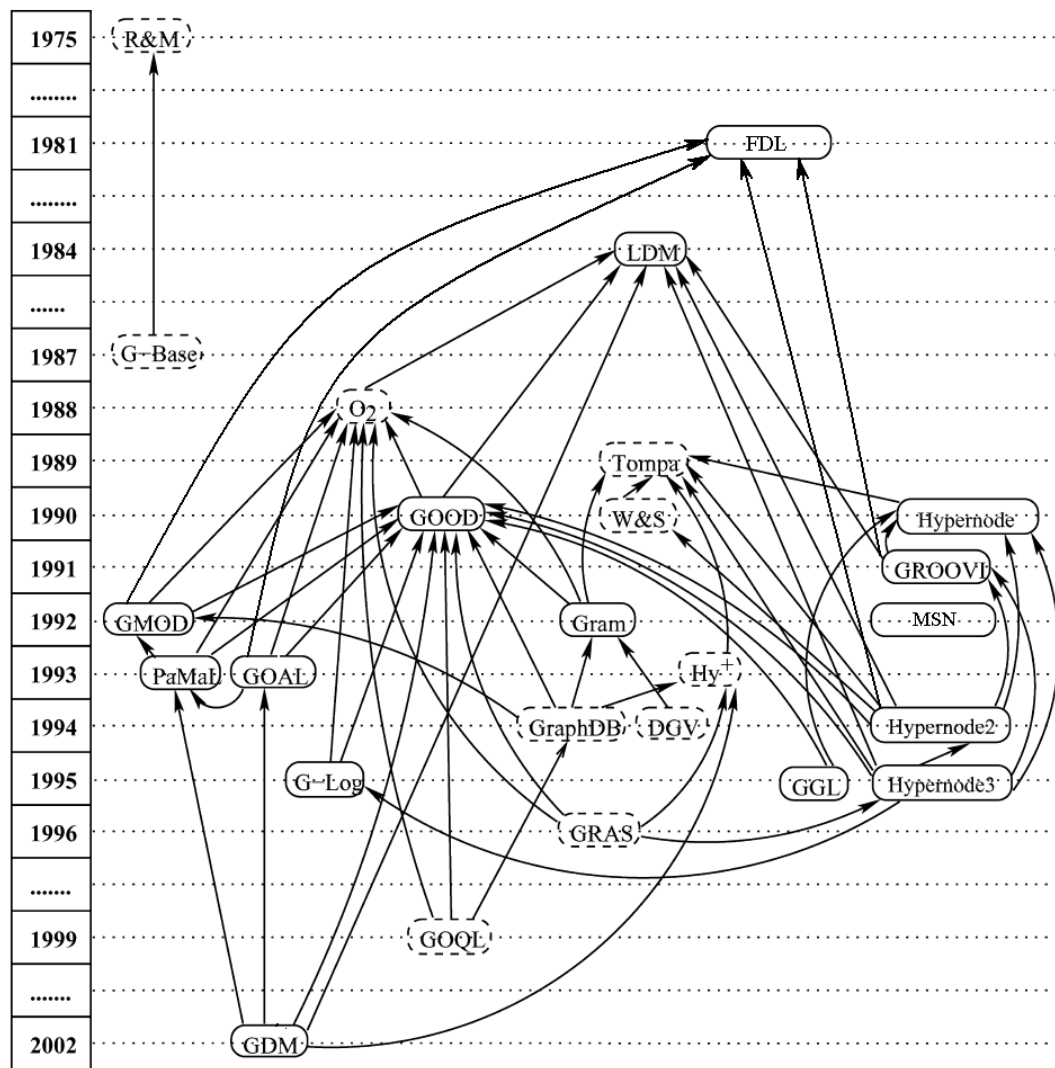 1975 R&M
........
1981 FDL
........
1984 LDM
......
1987 G-Base
1988 O2
1989 Tompa
1990 GOOD W&S Hypernode
1991 GROOVI
1992 GMOD Gram MSN
1993 PaMaL GOAL Hy+
1994 GraphDB DGV Hypernode2
1995 G-Log GGL Hypernode3
1996 GRAS
.......
1999 GOQL
.......
2002 GDM